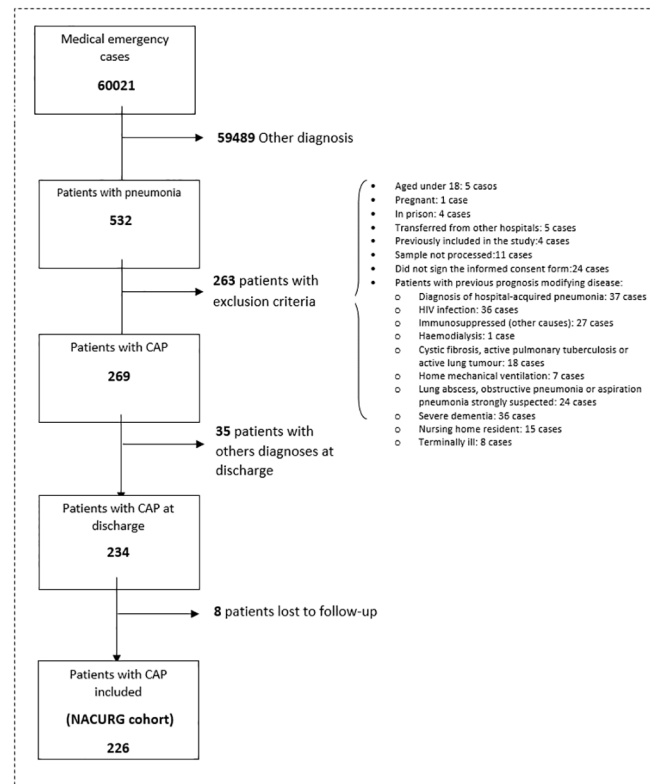 Medical emergency
cases
60021
59489 Other diagnosis
Patients with pneumonia
532
263 patients with
exclusion criteria
• Aged under 18: 5 casos
• Pregnant: 1 case
• In prison: 4 cases
• Transferred from other hospitals: 5 cases
• Previously included in the study:4 cases
• Sample not processed:11 cases
• Did not sign the informed consent form:24 cases
• Patients with previous prognosis modifying disease:
o Diagnosis of hospital-acquired pneumonia: 37 cases
o HIV infection: 36 cases
o Immunosuppressed (other causes): 27 cases
o Haemodialysis: 1 case
o Cystic fibrosis, active pulmonary tuberculosis or
active lung tumour: 18 cases
o Home mechanical ventilation: 7 cases
o Lung abscess, obstructive pneumonia or aspiration
pneumonia strongly suspected: 24 cases
o Severe dementia: 36 cases
o Nursing home resident: 15 cases
o Terminally ill: 8 cases
Patients with CAP
269
35 patients with
others diagnoses at
discharge
Patients with CAP at
discharge
234
8 patients lost to follow-up
Patients with CAP
included
(NACURG cohort)
226